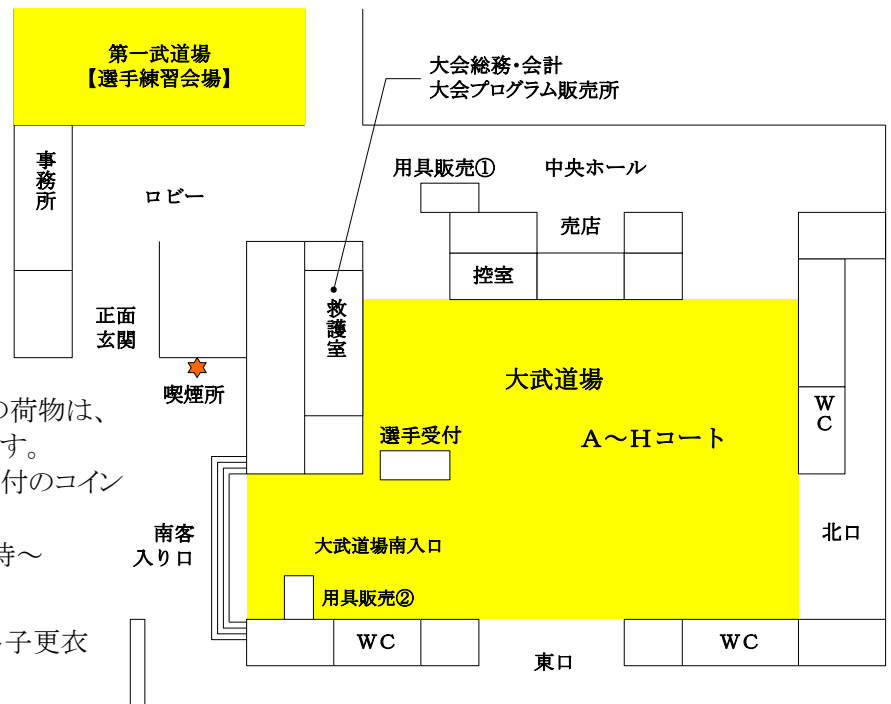 第一武道場
【選手練習会場】
大会総務・会計
大会プログラム販売所
事務所
ロビー
用具販売①
中央ホール
売店
控室
正面
玄関
救護室
喫煙所
大武道場
A～Hコート
WC
選手受付
の荷物は、
す。
付のコイン
南客
入り口
時～
大武道場南入口
北口
用具販売②
子更衣
WC
東口
WC